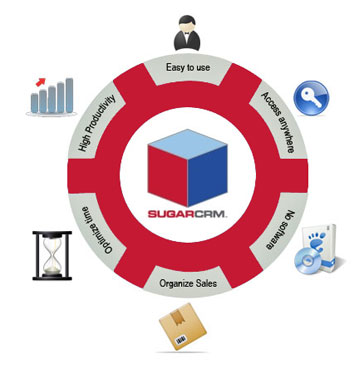 Easy to use
High Productivity
Access anywhere
SUGARCRM.
Optimize time
No software
Organize Sales